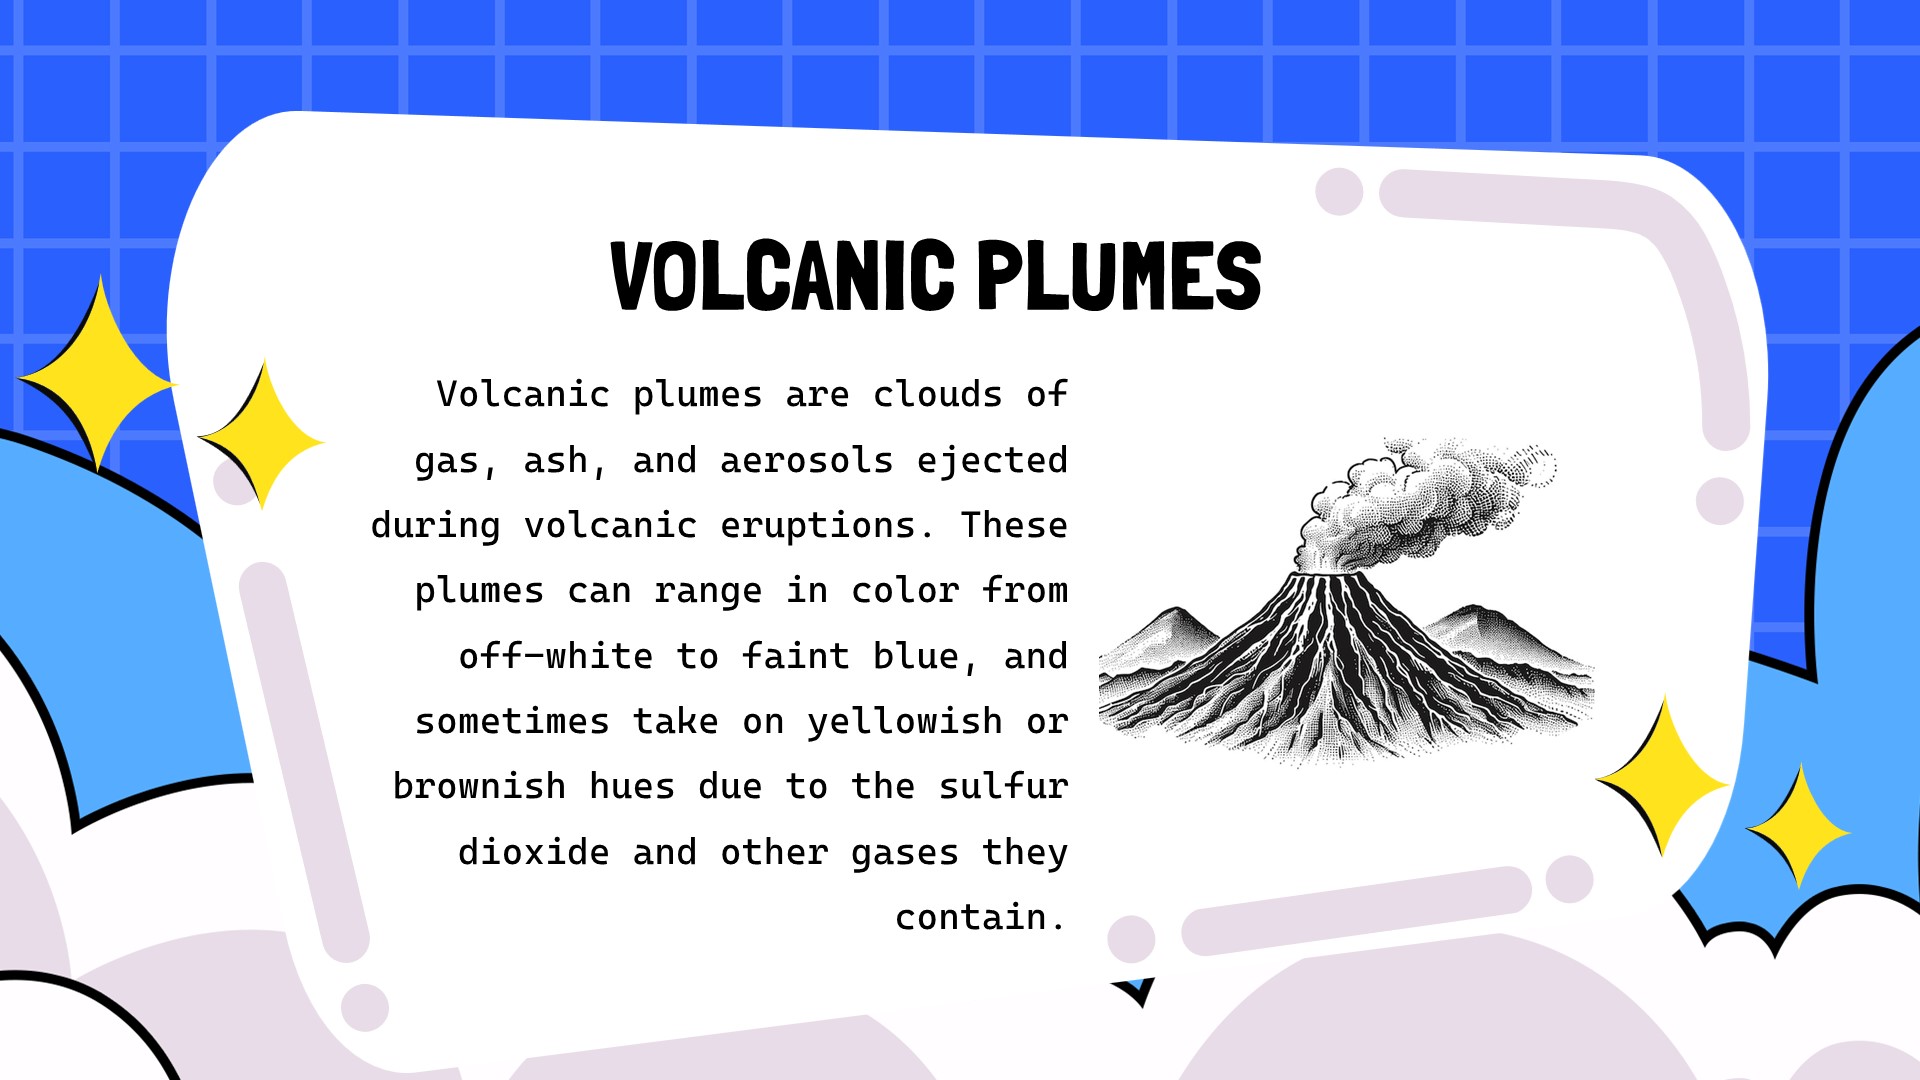 VOLCANIC PLUMES
Volcanic plumes are clouds of
gas, ash, and aerosols ejected
during volcanic eruptions. These
plumes can range in color from
off-white to faint blue, and
sometimes take on yellowish or
brownish hues due to the sulfur
dioxide and other gases they
contain.